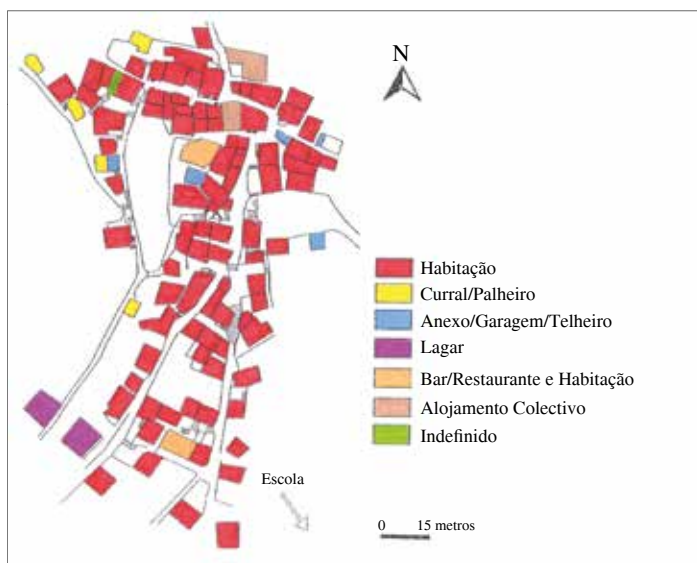 N
Habitação
Curral/Palheiro
Anexo/Garagem/Telheiro
Lagar
Bar/Restaurante e Habitação
Alojamento Colectivo
Indefinido
Escola
0 15 metros